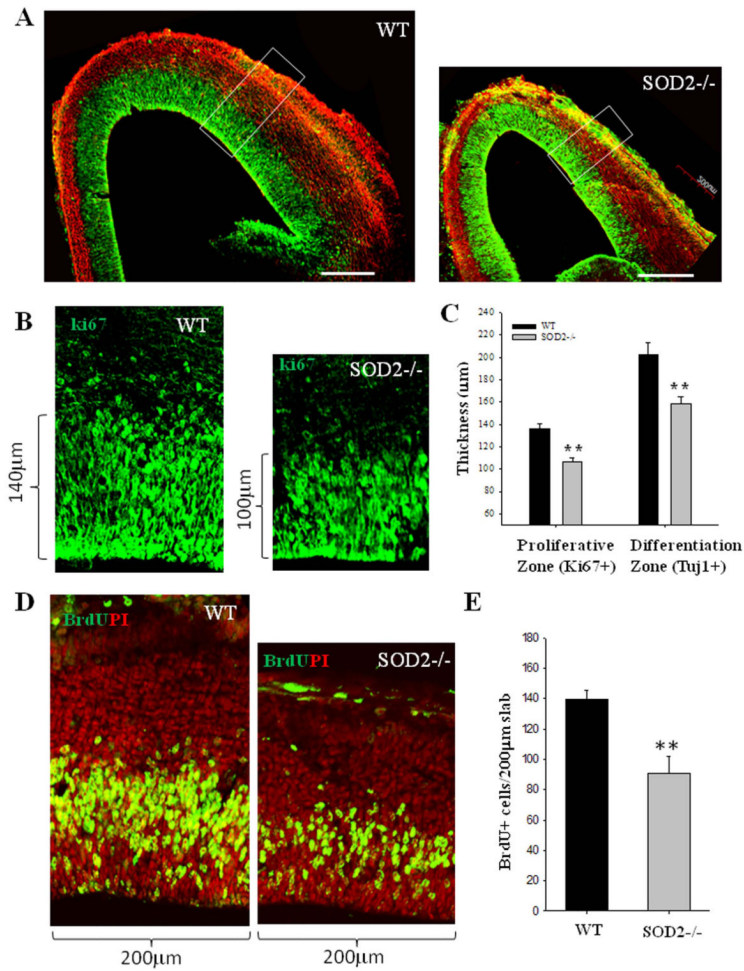 A
WT
SOD2-/-
500μm
B
ki67
WT
ki67
SOD2-/-
140μm
100μm
C
WT
SOD2-/-
240
220
200
180
160
140
120
100
80
60
Thickness (μm)
**
**
Proliferative
Zone (Ki67+)
Differentiation
Zone (Tuj1+)
D
BrdUPI
WT
BrdUPI
SOD2-/-
200μm
200μm
E
180
160
140
120
100
80
60
40
20
0
BrdU+ cells/200μm slab
**
WT
SOD2-/-